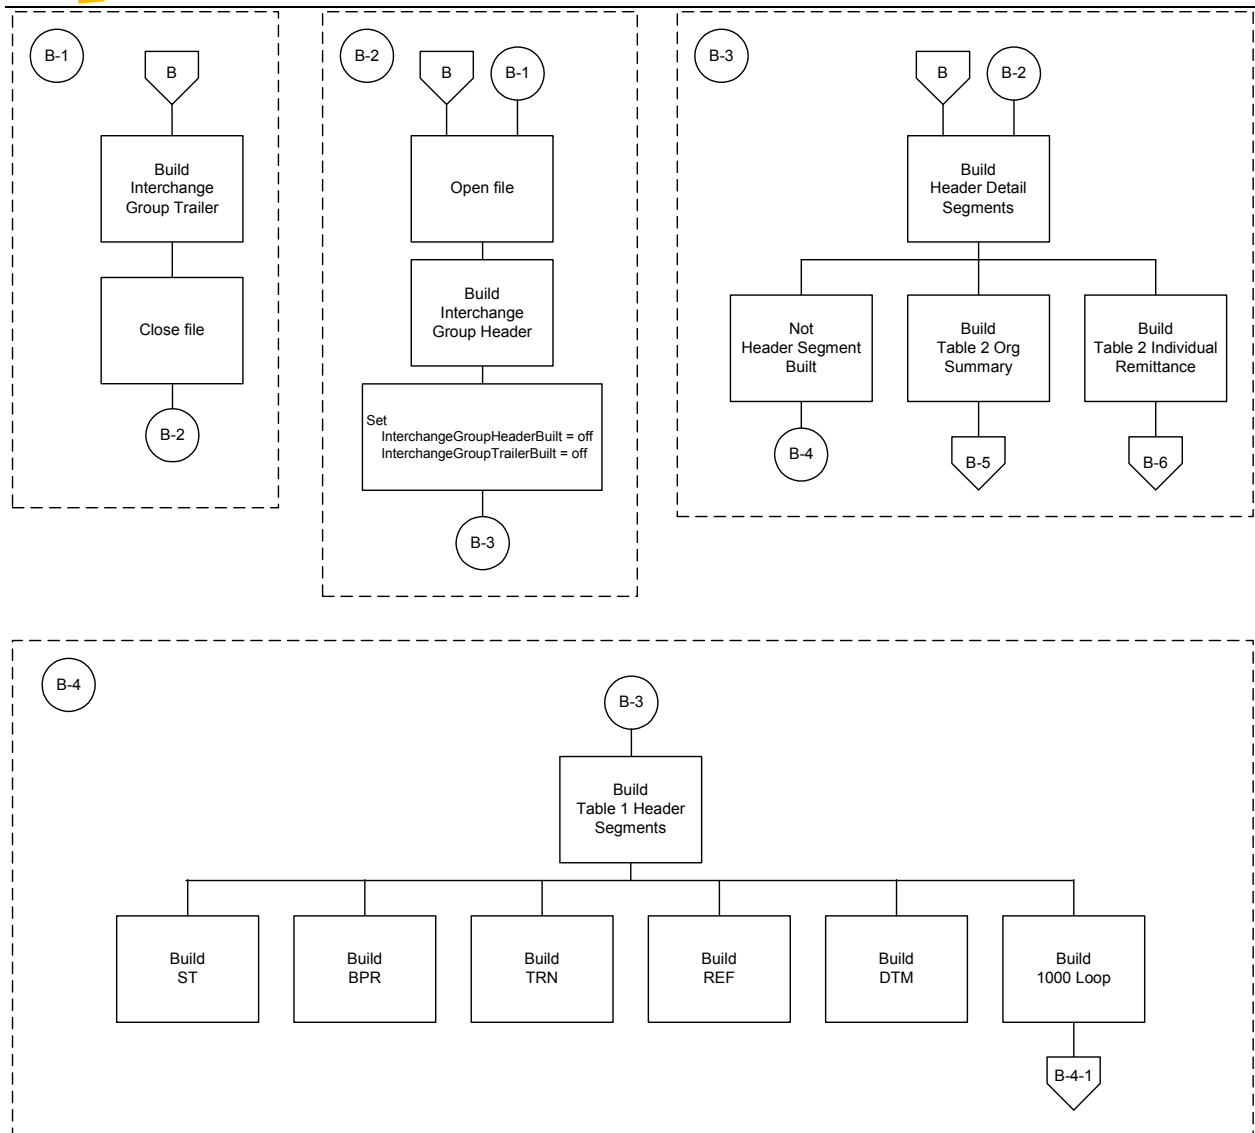 B-1
B
Build
Interchange
Group Trailer
Close file
B-2
B-2
B
B-1
Open file
Build
Interchange
Group Header
Set
InterchangeGroupHeaderBuilt = off
InterchangeGroupTrailerBuilt = off
B-3
B-3
B
B-2
Build
Header Detail
Segments
Not
Header Segment
Built
B-4
Build
Table 2 Org
Summary
B-5
Build
Table 2 Individual
Remittance
B-6
B-4
B-3
Build
Table 1 Header
Segments
Build
ST
Build
BPR
Build
TRN
Build
REF
Build
DTM
Build
1000 Loop
B-4-1